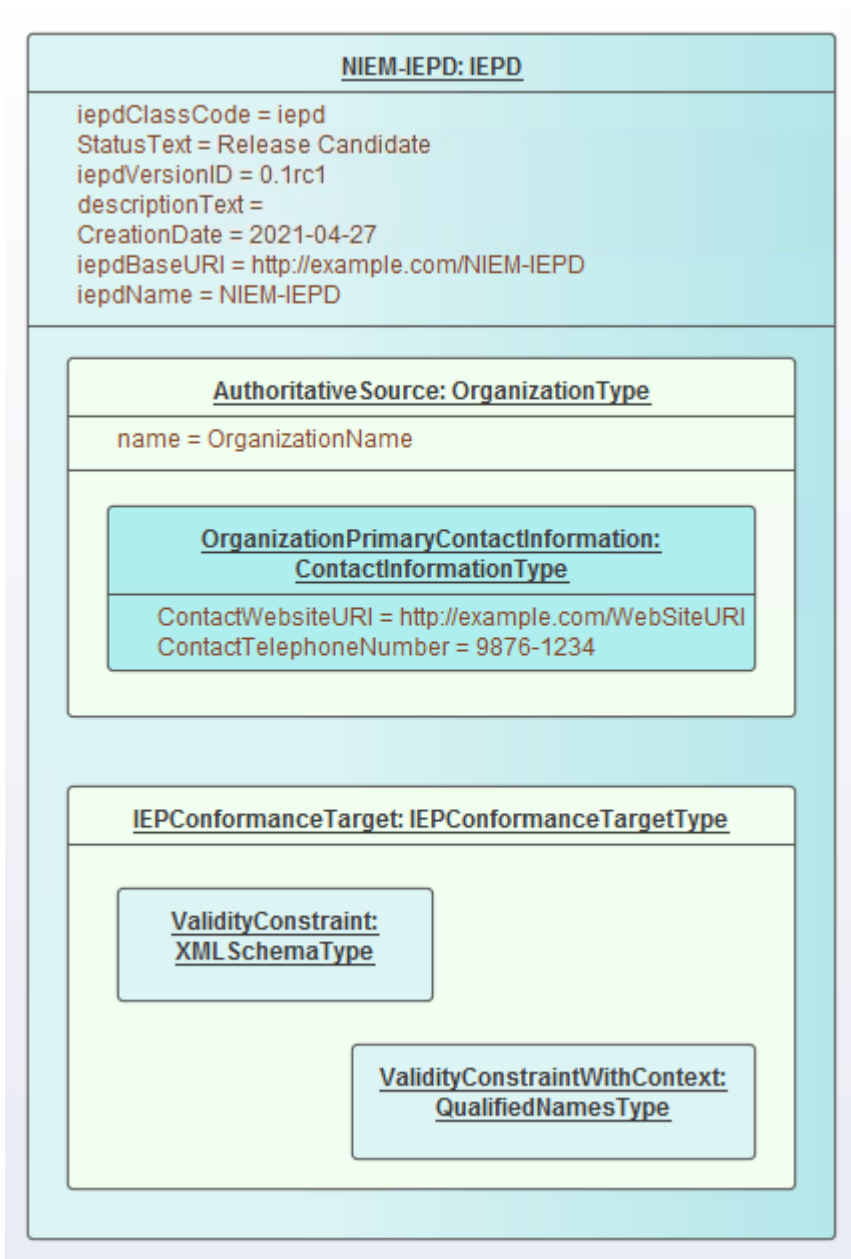 NIEM-IEPD: IEPD
iepdClassCode = iepd
StatusText = Release Candidate
iepdVersionID = 0.1rc1
descriptionText =
CreationDate = 2021-04-27
iepdBaseURI = http://example.com/NIEM-IEPD
iepdName = NIEM-IEPD
AuthoritativeSource: OrganizationType
name = OrganizationName
OrganizationPrimaryContactInformation:
ContactInformationType
ContactWebsiteURI = http://example.com/WebSiteURI
ContactTelephoneNumber = 9876-1234
IEPConformanceTarget: IEPConformanceTargetType
ValidityConstraint:
XMLSchemaType
ValidityConstraintWithContext:
QualifiedNamesType